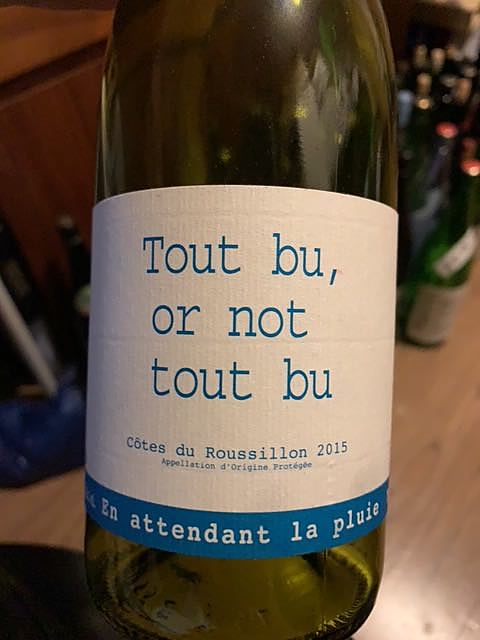 Tout bu,
or not
tout bu
Côtes du Roussillon 2015
Appellation d'Origine Protégée
En attendant la pluie